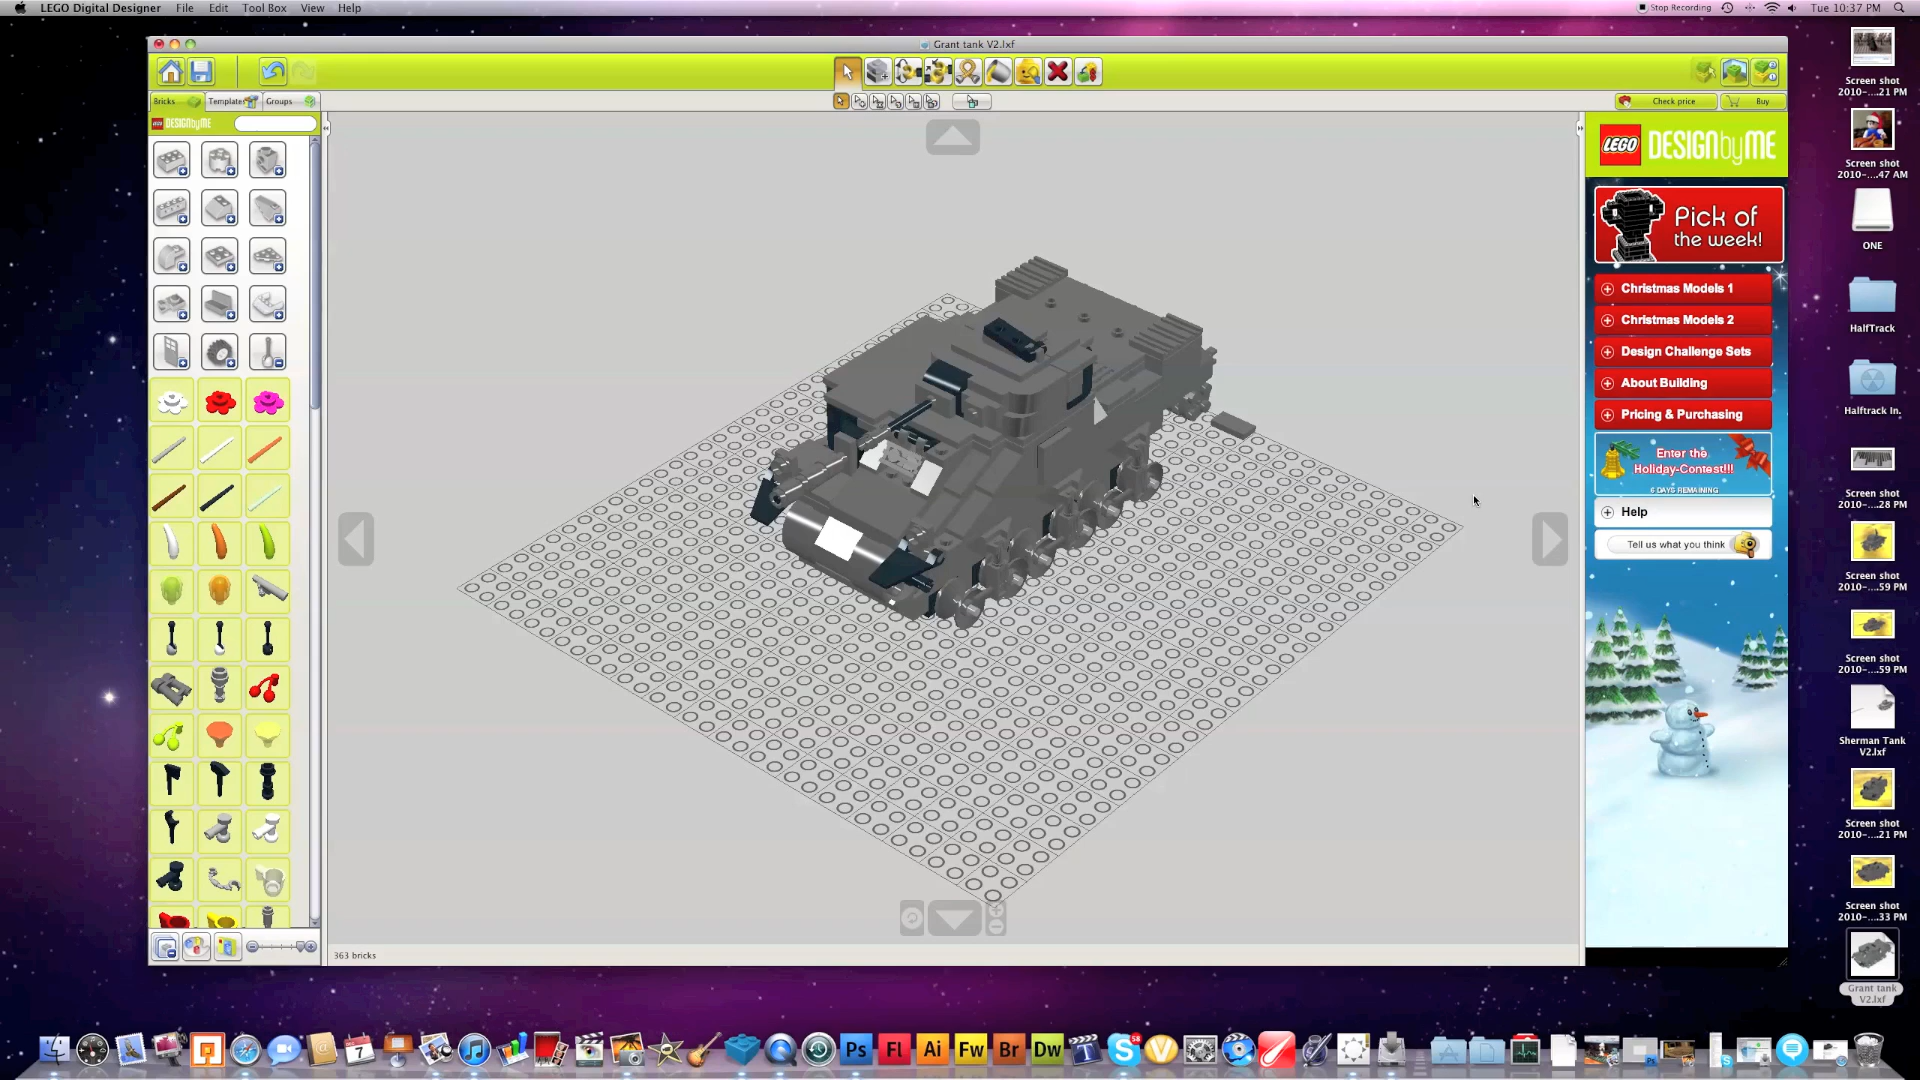 LEGO Digital Designer File Edit Tool Box View Help
Stop Recording
Tue 10:37 PM
Grant tank V2.lxf
Bricks Templates Groups
Check price Buy
LEGO DESIGNbyME
LEGO DESIGNbyME
Pick of
the week!
Christmas Models 1
Christmas Models 2
Design Challenge Sets
About Building
Pricing & Purchasing
Enter the
Holiday-Contest!!!
6 DAYS REMAINING
Help
Tell us what you think
363 bricks
Screen shot
2010-....21 PM
Screen shot
2010-....47 AM
ONE
HalfTrack
Halftrack In.
Screen shot
2010-....28 PM
Screen shot
2010-....59 PM
Screen shot
2010-....59 PM
Sherman Tank
V2.lxf
Screen shot
2010-....21 PM
Screen shot
2010-....33 PM
Grant tank
V2.lxf
7
Ps FL Ai Fw Br Dw T S V